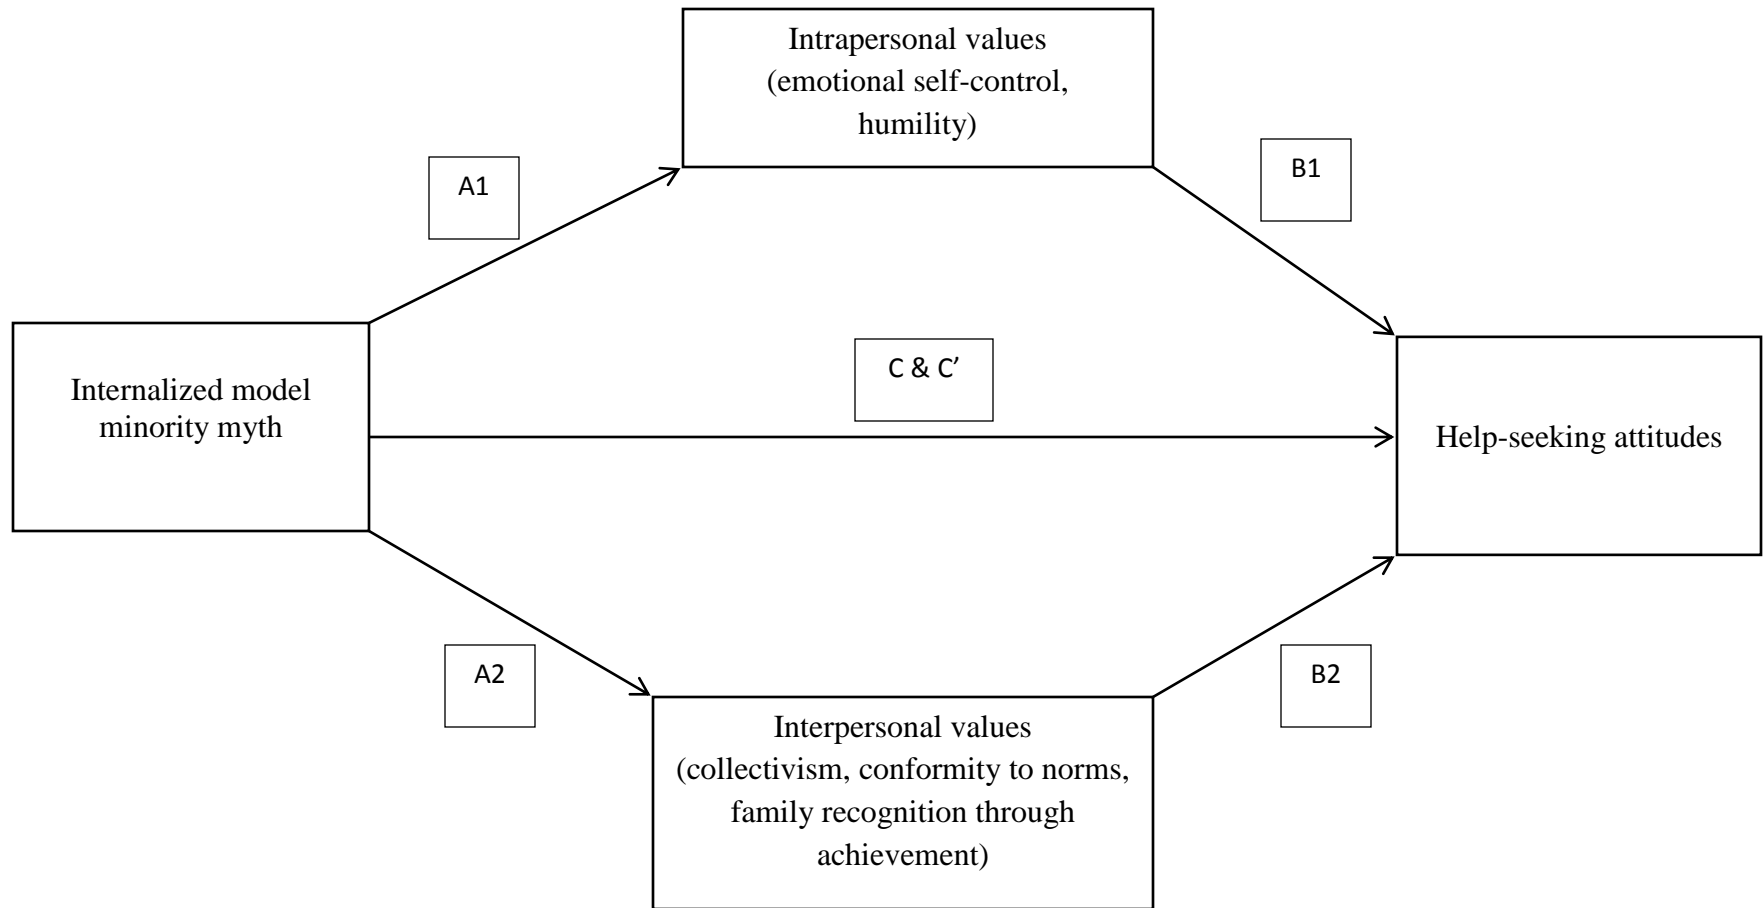 Intrapersonal values
(emotional self-control,
humility)
A1
B1
C & C’
Internalized model
minority myth
Help-seeking attitudes
A2
B2
Interpersonal values
(collectivism, conformity to norms,
family recognition through
achievement)